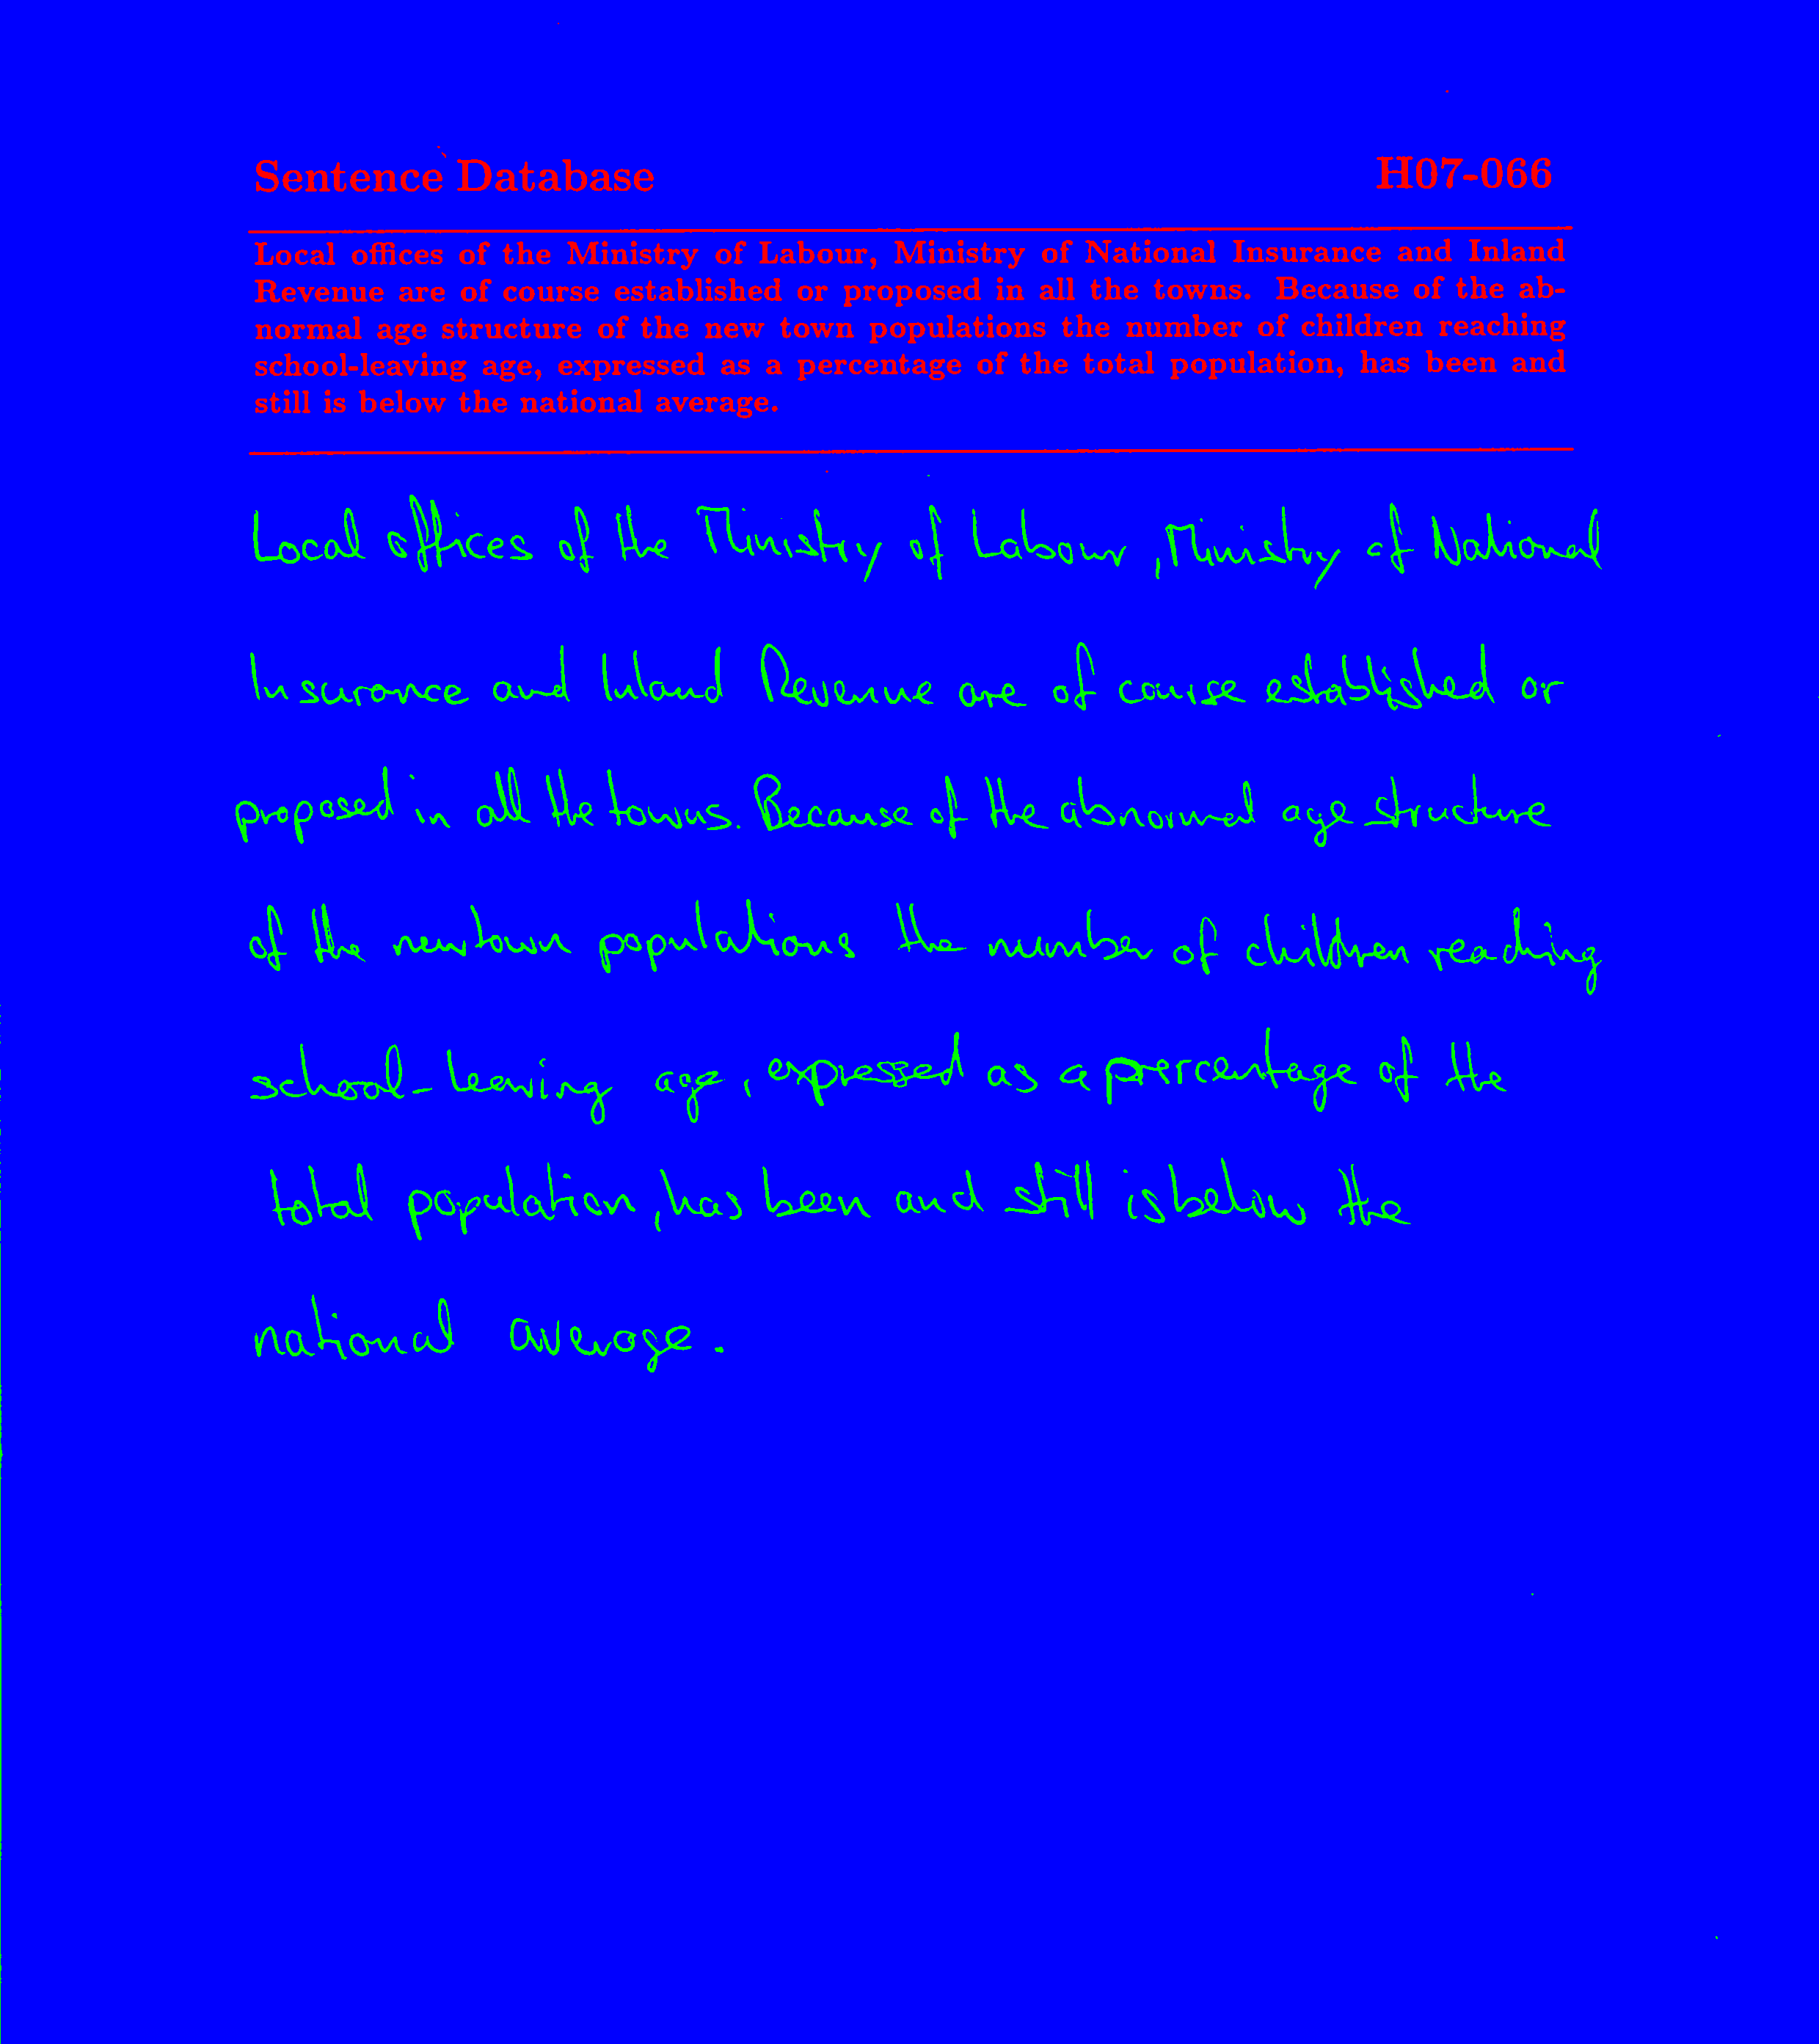 Sentence Database H07-066
Local offices of the Ministry of Labour, Ministry of National Insurance and Inland
Revenue are of course established or proposed in all the towns. Because of the ab-
normal age structure of the new town populations the number of children reaching
school-leaving age, expressed as a percentage of the total population, has been and
still is below the national average.
Local offices of the Ministry of Labour, Ministry of National
Insurance and Inland Revenue are of course established or
proposed in all the towns. Because of the abnormal age structure
of the new town populations the number of children reaching
school-leaving age, expressed as a percentage of the
total population, has been and still is below the
national average.